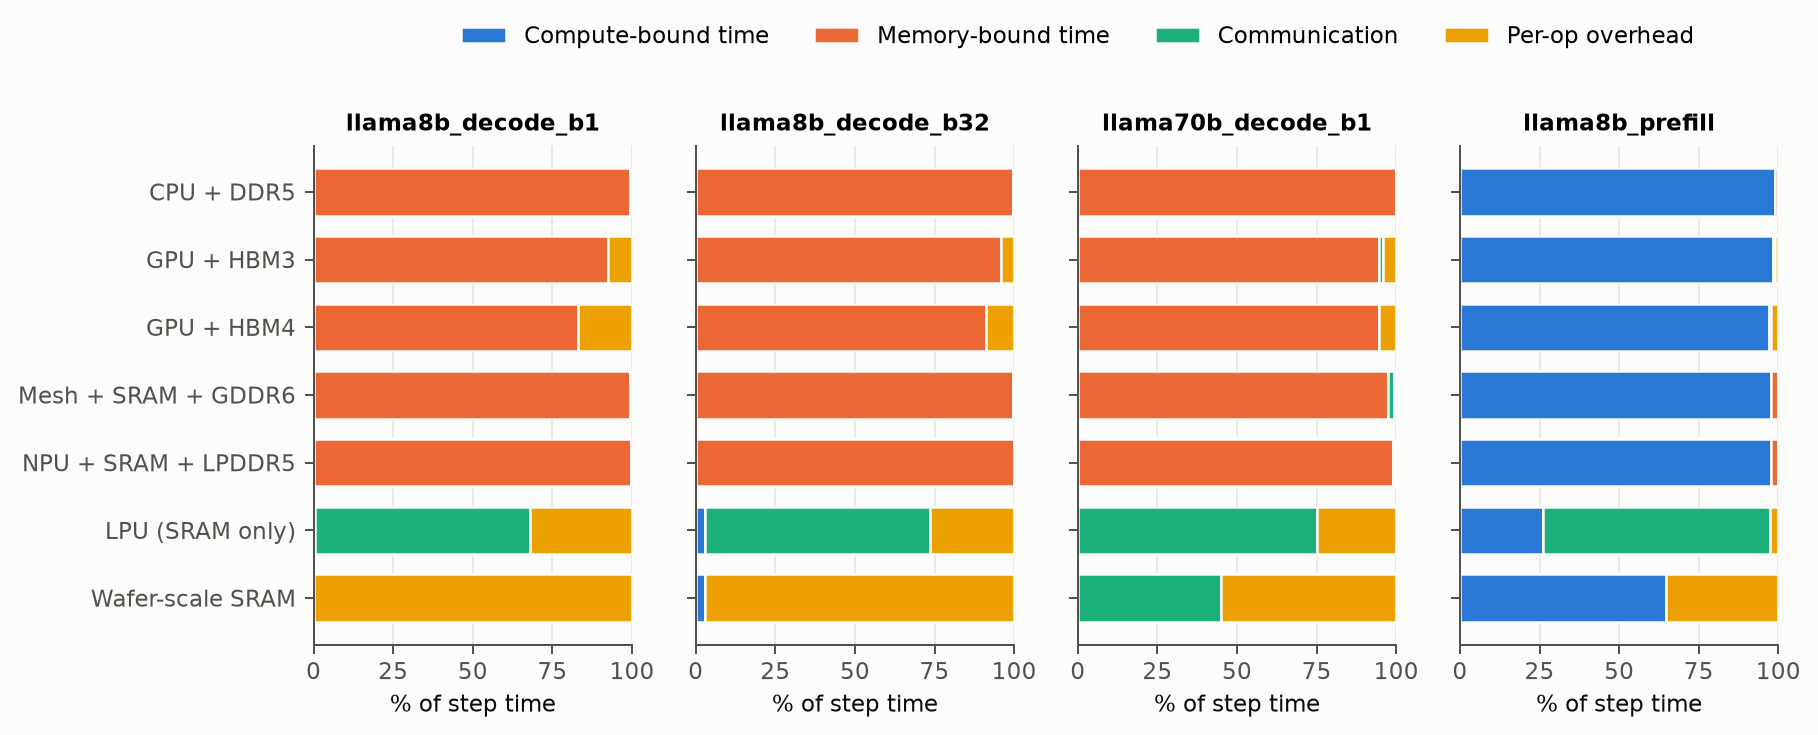 Compute-bound time Memory-bound time Communication Per-op overhead
llama8b_decode_b1 llama8b_decode_b32 llama70b_decode_b1 llama8b_prefill
CPU + DDR5
GPU + HBM3
GPU + HBM4
Mesh + SRAM + GDDR6
NPU + SRAM + LPDDR5
LPU (SRAM only)
Wafer-scale SRAM
0 25 50 75 100 0 25 50 75 100 0 25 50 75 100 0 25 50 75 100
% of step time % of step time % of step time % of step time